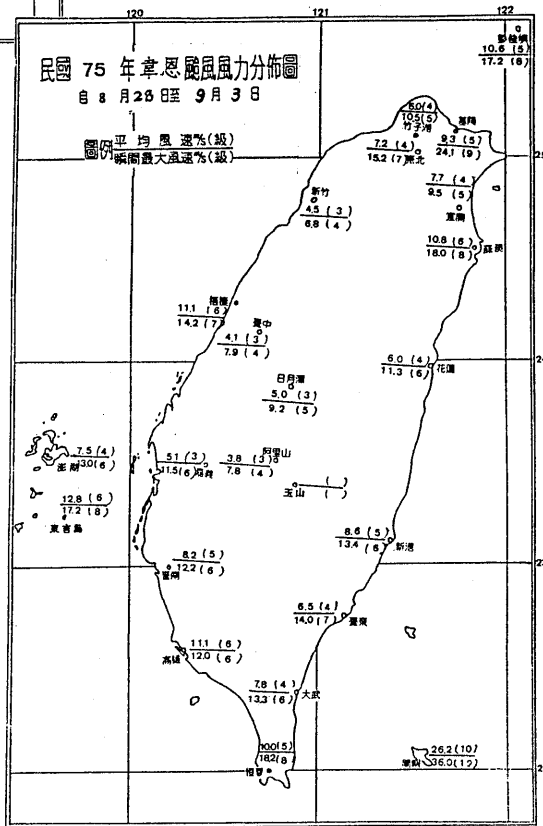 120
121
122
彭佳嶼
10.6 (5)
17.2 (8)
民國 75 年韋恩颱風風力分佈圖
自 8 月 28 日至 9 月 3 日
圖例
平均風速%(級)
瞬間最大風速%(級)
6.0 (4)
10.5 (5)
竹子湖
基隆
9.3 (5)
24.1 (9)
7.2 (4)
15.2 (7)
25
7.7 (4)
9.5 (5)
宜蘭
新竹
4.5 (3)
6.8 (4)
10.8 (6)
18.0 (8)
蘇澳
梧棲
11.1 (6)
14.2 (7)
臺中
4.1 (3)
7.9 (4)
24
6.0 (4)
11.3 (6)
花蓮
日月潭
5.0 (3)
9.2 (5)
7.5 (4)
13.0 (6)
澎湖
5.1 (3)
11.5 (6)
3.8 (3)
7.8 (4)
阿里山
玉山
( )
( )
12.8 (6)
17.2 (8)
東吉島
8.6 (5)
13.4 (6)
新港
8.2 (5)
12.2 (6)
臺南
6.5 (4)
14.0 (7)
臺東
11.1 (6)
12.0 (6)
高雄
7.8 (4)
13.3 (6)
大武
10.0 (5)
18.2 (8
恆春
蘭嶼
26.2 (10)
36.0 (12)